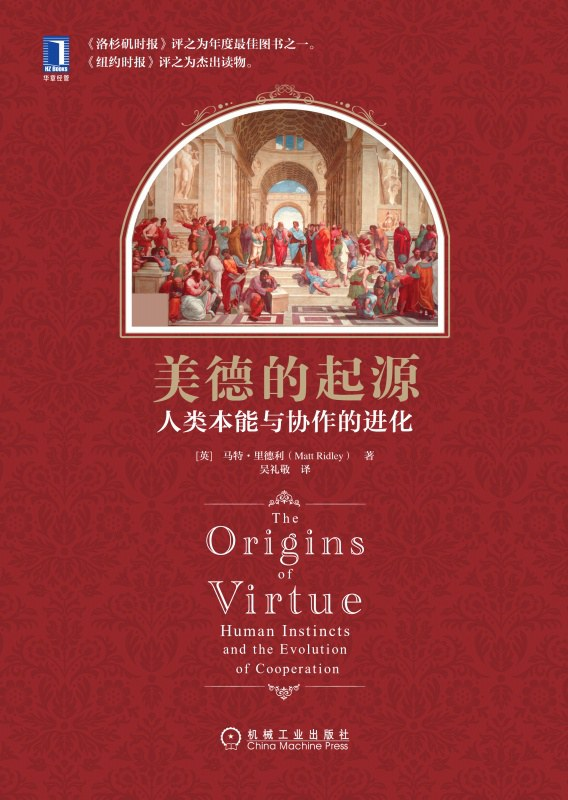 HZ Books
华章经管
《洛杉矶时报》评之为年度最佳图书之一。
《纽约时报》评之为杰出读物。
美德的起源
人类本能与协作的进化
[英] 马特·里德利（Matt Ridley） 著
吴礼敬 译
The
Origins
of
Virtue
Human Instincts
and the Evolution
of Cooperation
机械工业出版社
China Machine Press